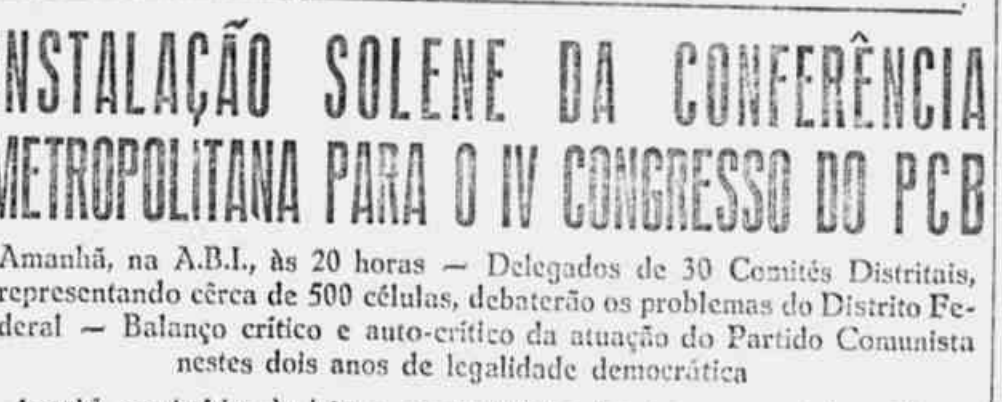 INSTALAÇÃO SOLENE DA CONFERÊNCIA
METROPOLITANA PARA O IV CONGRESSO DO PCB
Amanhã, na A.B.I., às 20 horas — Delegados de 30 Comités Distritais,
representando cêrca de 500 células, debaterão os problemas do Distrito Fe-
deral — Balanço crítico e auto-crítico da atuação do Partido Comunista
nestes dois anos de legalidade democrática